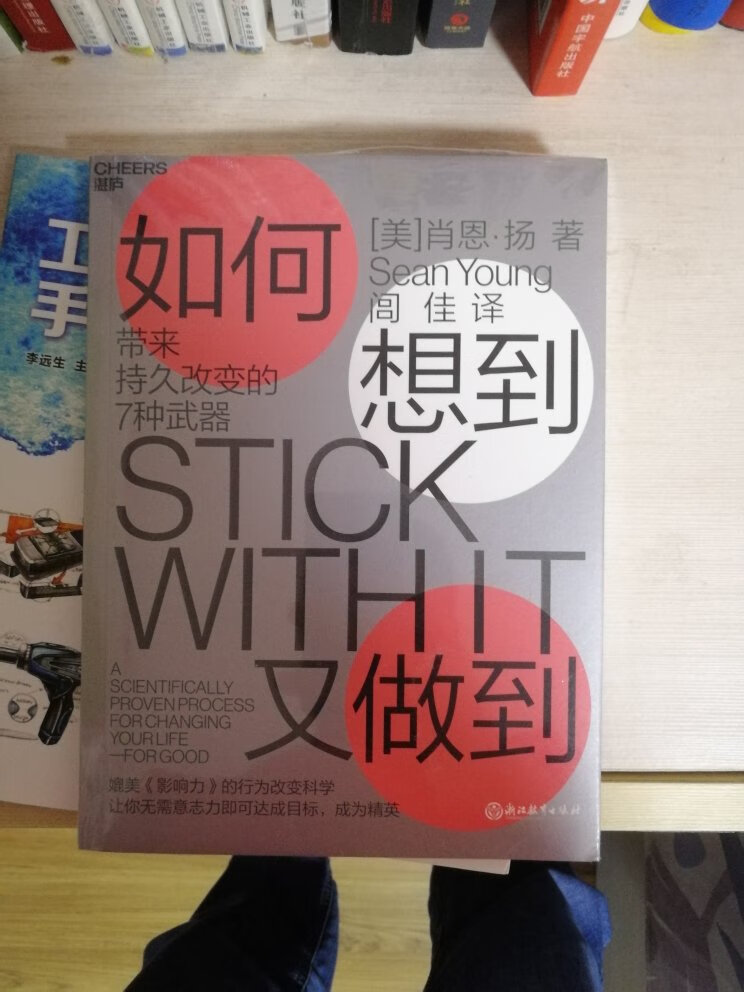 中国宇航出版社
CHEERS
湛庐
如何
[美]肖恩·扬 著
Sean Young
闾 佳 译
带来
持久改变的
7种武器
想到
STICK
WITH IT
又做到
A
SCIENTIFICALLY
PROVEN PROCESS
FOR CHANGING
YOUR LIFE
—FOR GOOD
媲美《影响力》的行为改变科学
让你无需意志力即可达成目标，成为精英
浙江教育出版社
工
手
李远生 主